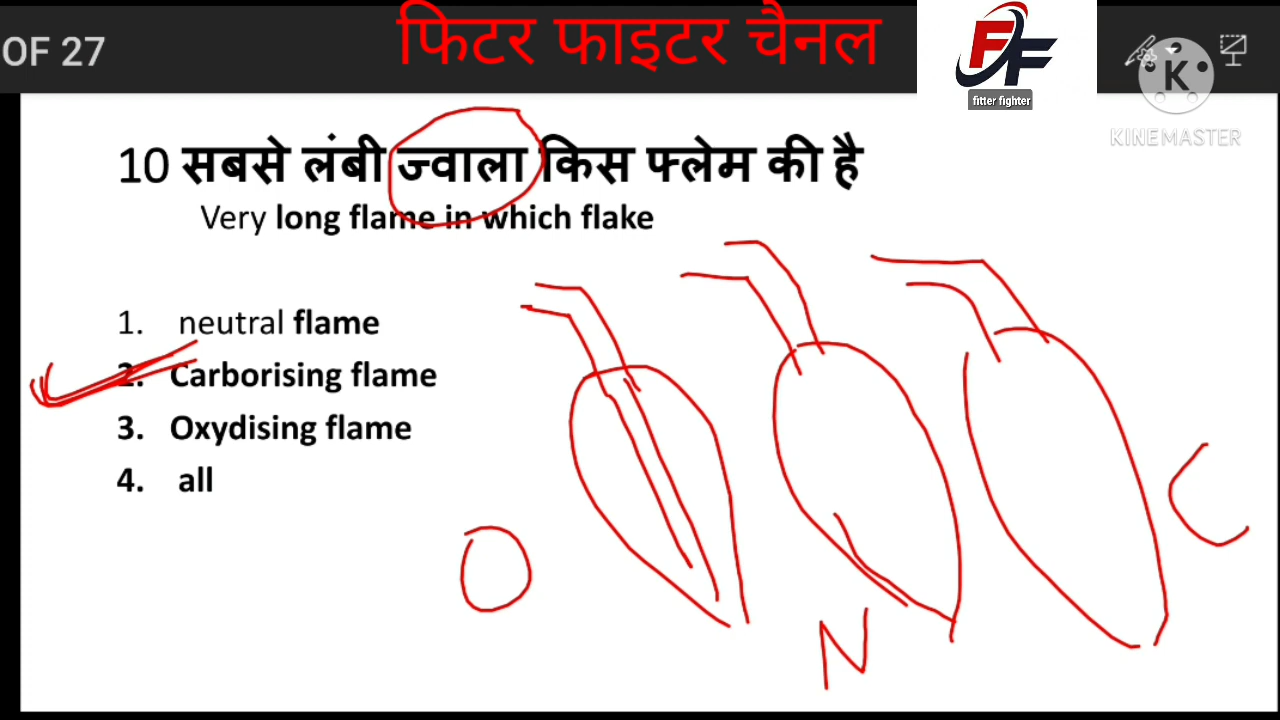 OF 27
फिटर फाइटर चैनल
FF
fitter fighter
K
KINEMASTER
10 सबसे लंबी ज्वाला किस फ्लेम की है
Very long flame in which flake
1. neutral flame
2. Carborising flame
3. Oxydising flame
4. all
O
N
C